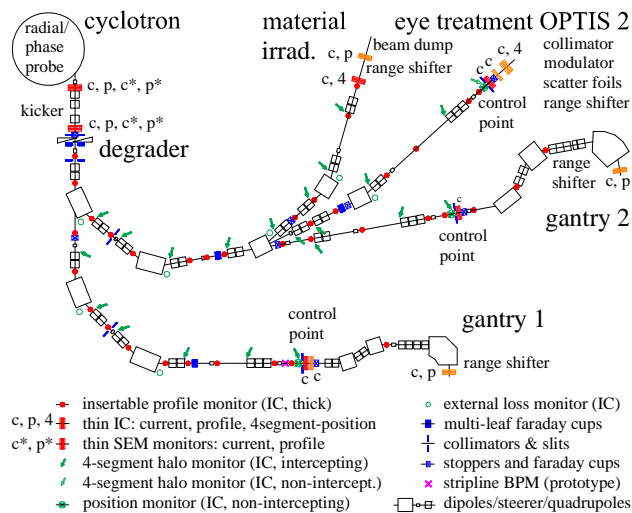 cyclotron
radial/
phase
probe
c, p, c*, p*
kicker
c, p, c*, p*
degrader
material
irrad.
c, p
c, 4
beam dump
range shifter
eye treatment OPTIS 2
c
c
c, 4
control
point
collimator
modulator
scatter foils
range shifter
range
shifter
c, p
gantry 2
c
control
point
control
point
c c
gantry 1
range shifter
c, p
insertable profile monitor (IC, thick)
c, p, 4 thin IC: current, profile, 4segment-position
c*, p* thin SEM monitors: current, profile
4-segment halo monitor (IC, intercepting)
4-segment halo monitor (IC, non-intercept.)
position monitor (IC, non-intercepting)
external loss monitor (IC)
multi-leaf faraday cups
collimators & slits
stoppers and faraday cups
stripline BPM (prototype)
dipoles/steerer/quadrupoles